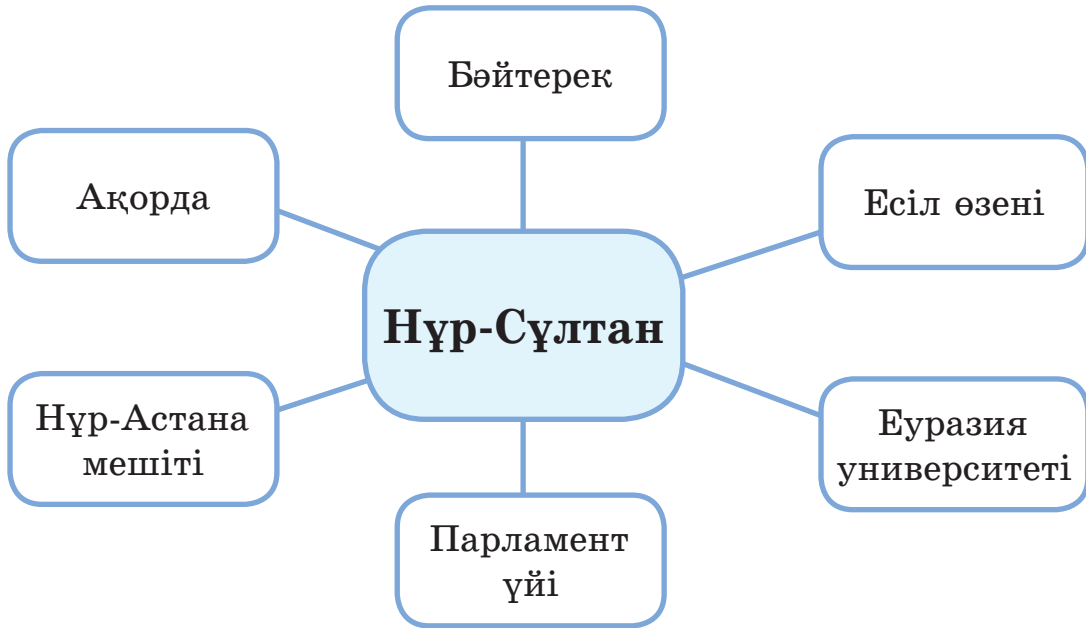 Бәйтерек
Ақорда
Есіл өзені
Нұр-Сұлтан
Нұр-Астана
мешіті
Еуразия
университеті
Парламент
үйі